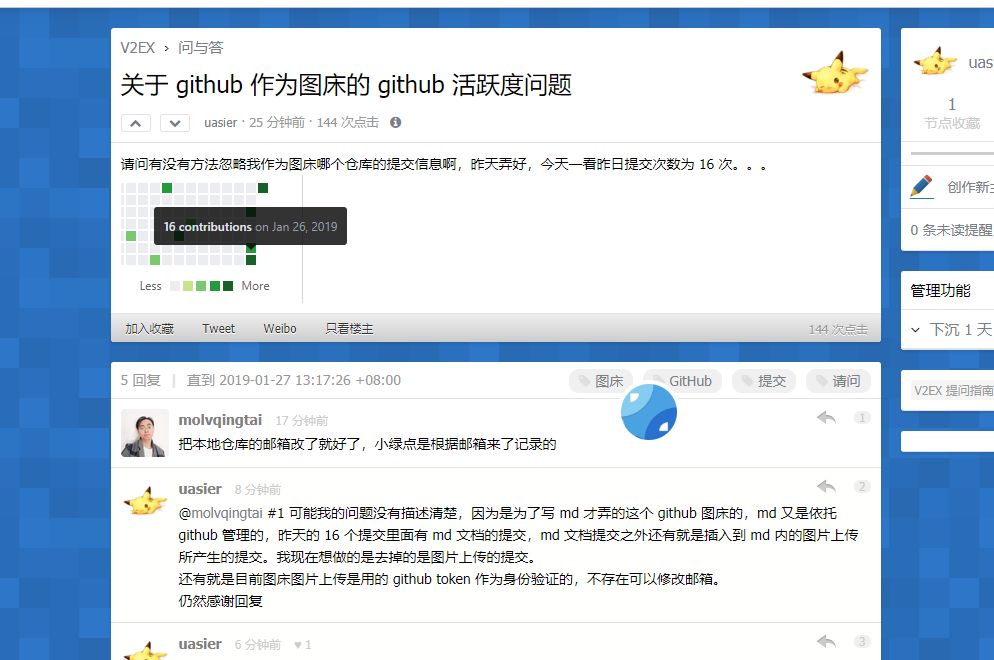 V2EX › 问与答
关于 github 作为图床的 github 活跃度问题
uasier · 25 分钟前 · 144 次点击
请问有没有方法忽略我作为图床哪个仓库的提交信息啊，昨天弄好，今天一看昨日提交次数为 16 次。。。
16 contributions on Jan 26, 2019
Less More
加入收藏 Tweet Weibo 只看楼主 144 次点击
5 回复 | 直到 2019-01-27 13:17:26 +08:00 图床 GitHub 提交 请问
molvqingtai 17 分钟前 1
把本地仓库的邮箱改了就好了，小绿点是根据邮箱来了记录的
uasier 8 分钟前 2
@molvqingtai #1 可能我的问题没有描述清楚，因为是为了写 md 才弄的这个 github 图床的，md 又是依托
github 管理的，昨天的 16 个提交里面有 md 文档的提交，md 文档提交之外还有就是插入到 md 内的图片上传
所产生的提交。我现在想做的是去掉的是图片上传的提交。
还有就是目前图床图片上传是用的 github token 作为身份验证的，不存在可以修改邮箱。
仍然感谢回复
uasier 6 分钟前 ♥ 1 3
uas
1
节点收藏
创作新主
0 条未读提醒
管理功能
下沉 1 天
V2EX 提问指南